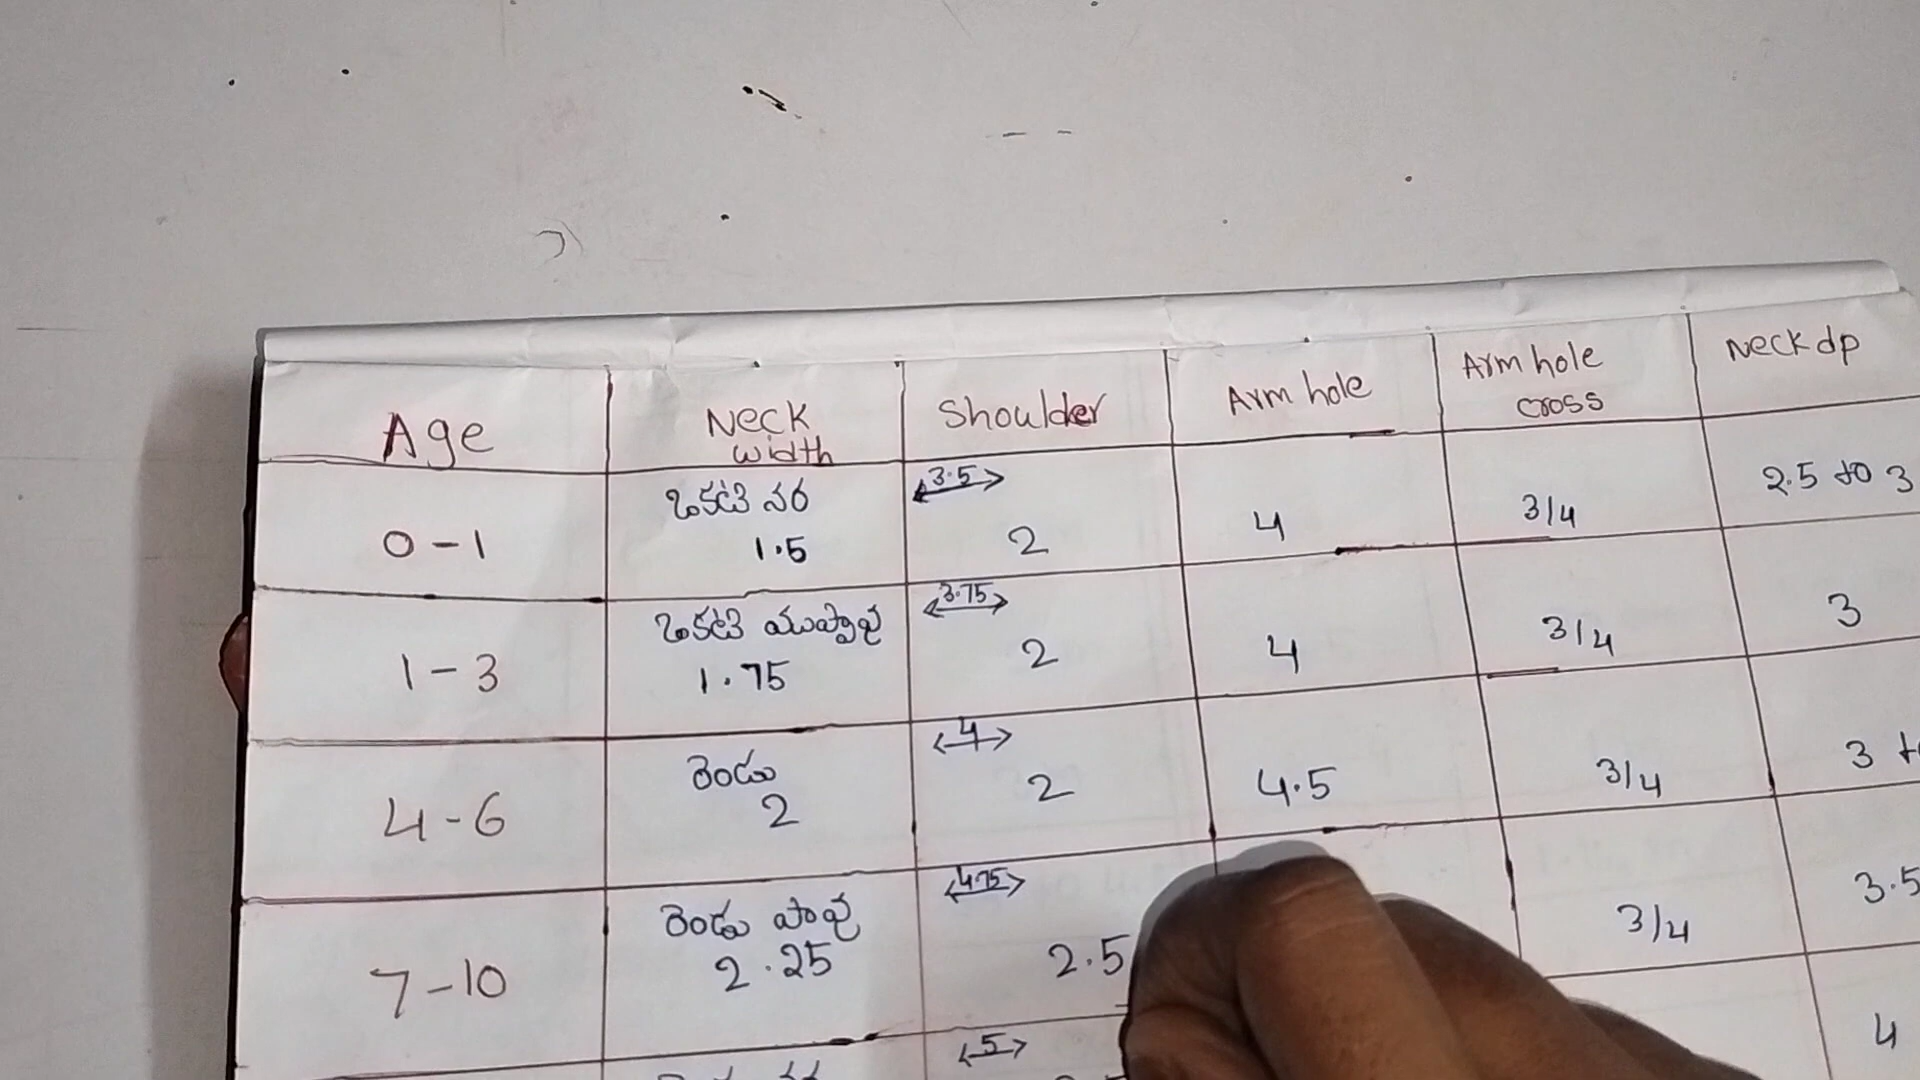 Age
Neck
width
Shoulder
Arm hole
Arm hole
cross
Neck dp
0-1
ఒకటి నర
1.5
3.5
2
4
3/4
2.5 to 3
1-3
ఒకటి ముప్పావు
1.75
3.75
2
4
3/4
3
4-6
రెండు
2
4
2
4.5
3/4
3
7-10
రెండు పావు
2.25
4.75
2.5
3/4
3.5
5
4